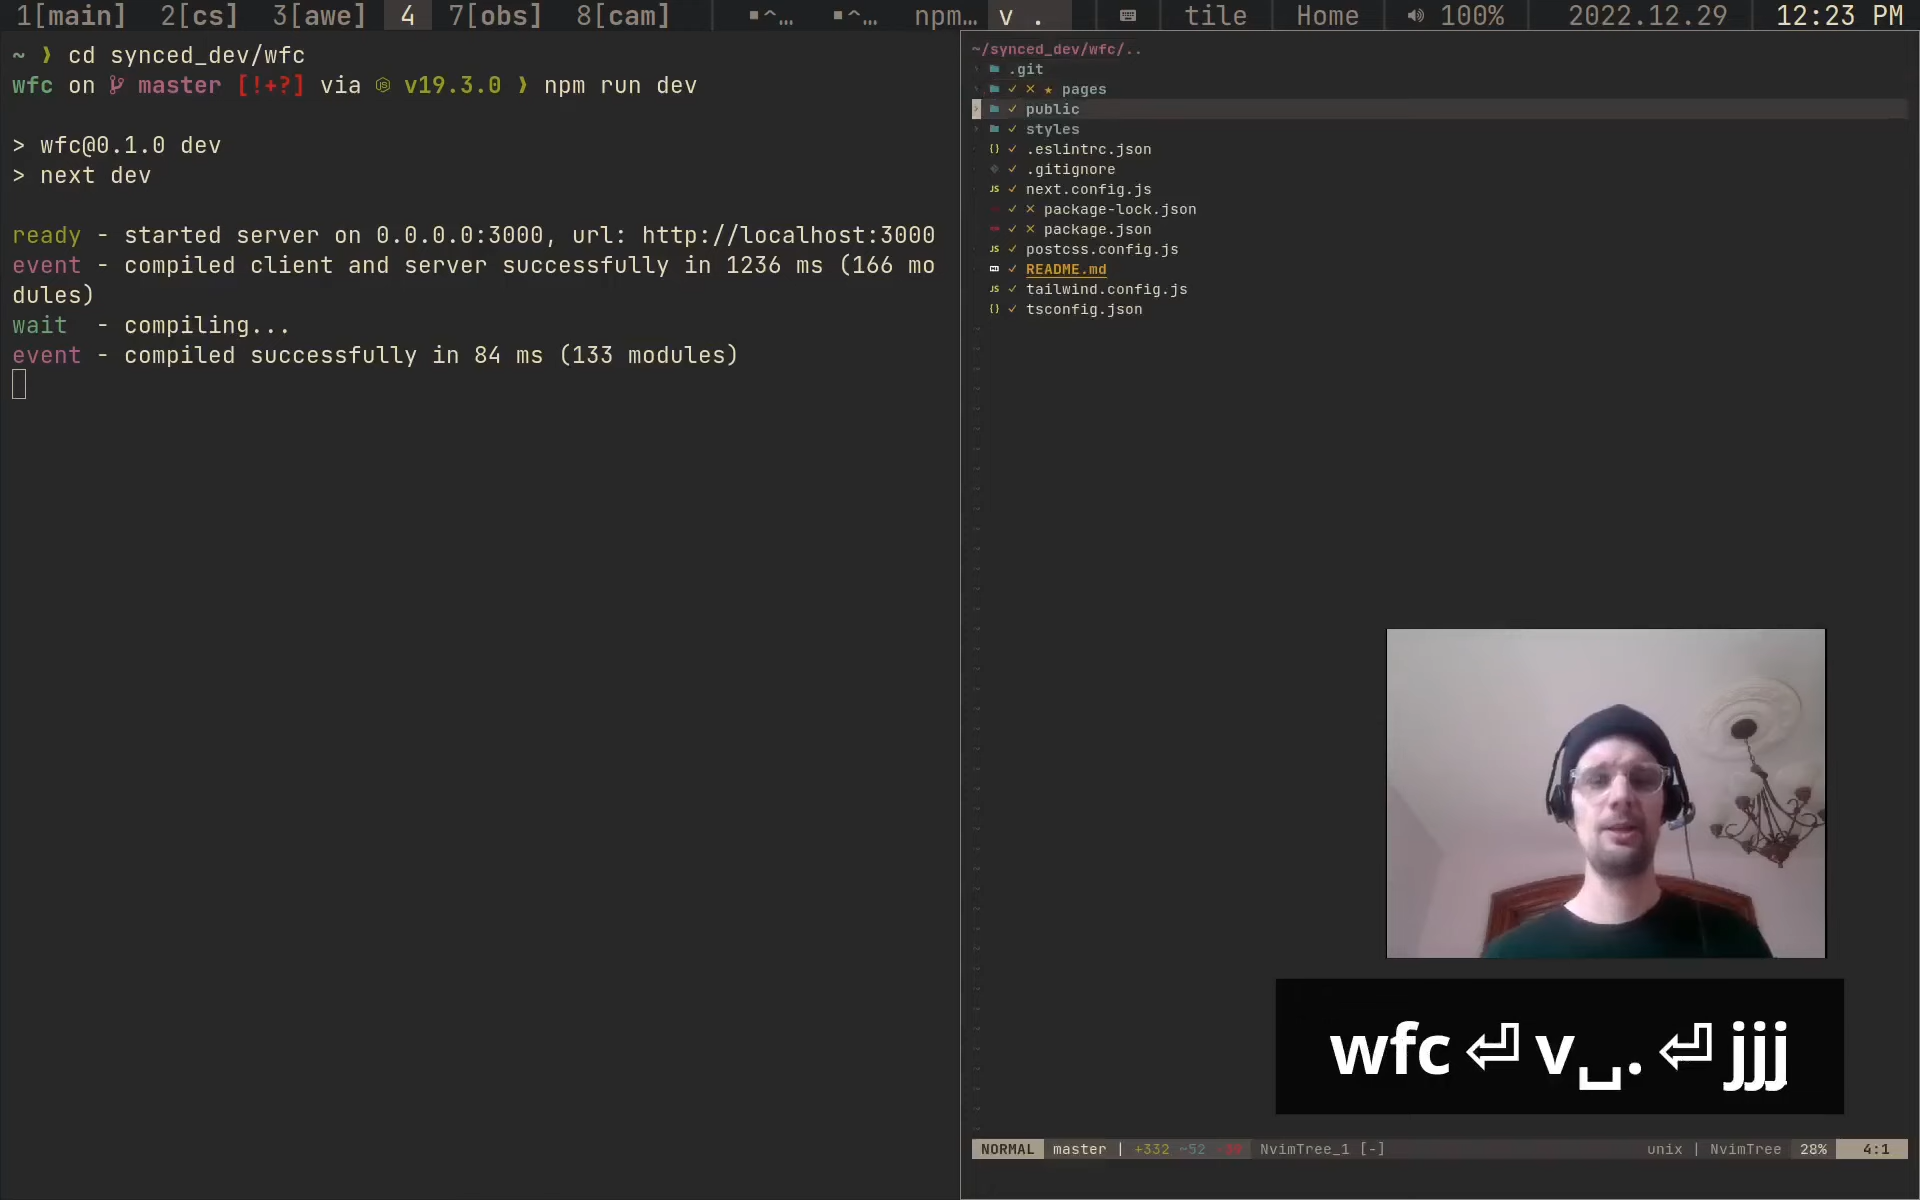 1[main] 2[cs] 3[awe] 4 7[obs] 8[cam] ^… ^… npm… v . tile Home 100% 2022.12.29 12:23 PM
~ ❯ cd synced_dev/wfc
wfc on master [!+?] via v19.3.0 ❯ npm run dev
> wfc@0.1.0 dev
> next dev
ready - started server on 0.0.0.0:3000, url: http://localhost:3000
event - compiled client and server successfully in 1236 ms (166 mo
dules)
wait  - compiling...
event - compiled successfully in 84 ms (133 modules)
~/synced_dev/wfc/..
.git
✓ ✕ ★ pages
✓ public
✓ styles
{} ✓ .eslintrc.json
✓ .gitignore
JS ✓ next.config.js
✓ ✕ package-lock.json
✓ ✕ package.json
JS ✓ postcss.config.js
✓ README.md
JS ✓ tailwind.config.js
{} ✓ tsconfig.json
wfc⏎v␣.⏎jjj
NORMAL master | +332 ~52 NvimTree_1 [-] unix | NvimTree 28% 4:1